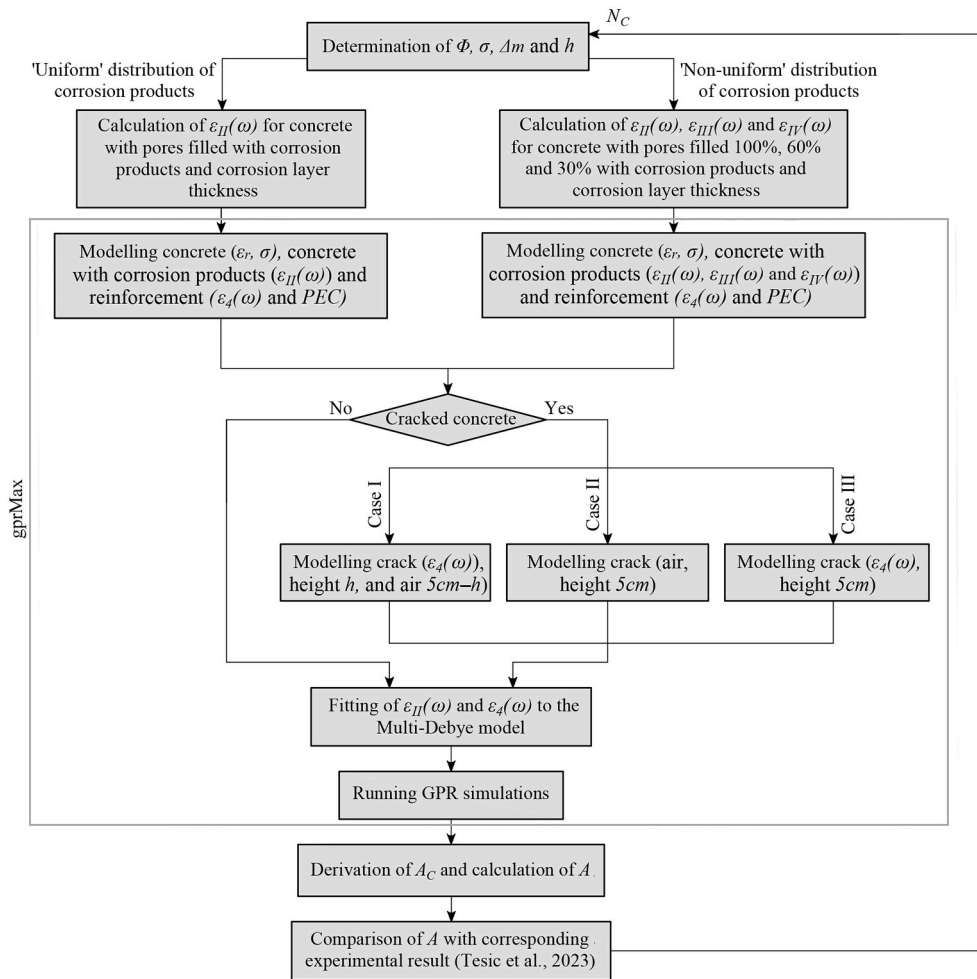 N_C
Determination of Φ, σ, Δm and h
'Uniform' distribution of
corrosion products
'Non-uniform' distribution
of corrosion products
Calculation of ε_II(ω) for concrete
with pores filled with corrosion
products and corrosion layer
thickness
Calculation of ε_II(ω), ε_III(ω) and ε_IV(ω)
for concrete with pores filled 100%, 60%
and 30% with corrosion products and
corrosion layer thickness
Modelling concrete (ε_r, σ), concrete
with corrosion products (ε_II(ω)) and
reinforcement (ε_4(ω) and PEC)
Modelling concrete (ε_r, σ), concrete with
corrosion products (ε_II(ω), ε_III(ω) and ε_IV(ω))
and reinforcement (ε_4(ω) and PEC)
No
Yes
Cracked concrete
gprMax
Case I
Case II
Case III
Modelling crack (ε_4(ω)),
height h, and air 5cm–h)
Modelling crack (air,
height 5cm)
Modelling crack (ε_4(ω),
height 5cm)
Fitting of ε_II(ω) and ε_4(ω) to the
Multi-Debye model
Running GPR simulations
Derivation of A_C and calculation of A
Comparison of A with corresponding
experimental result (Tesic et al., 2023)